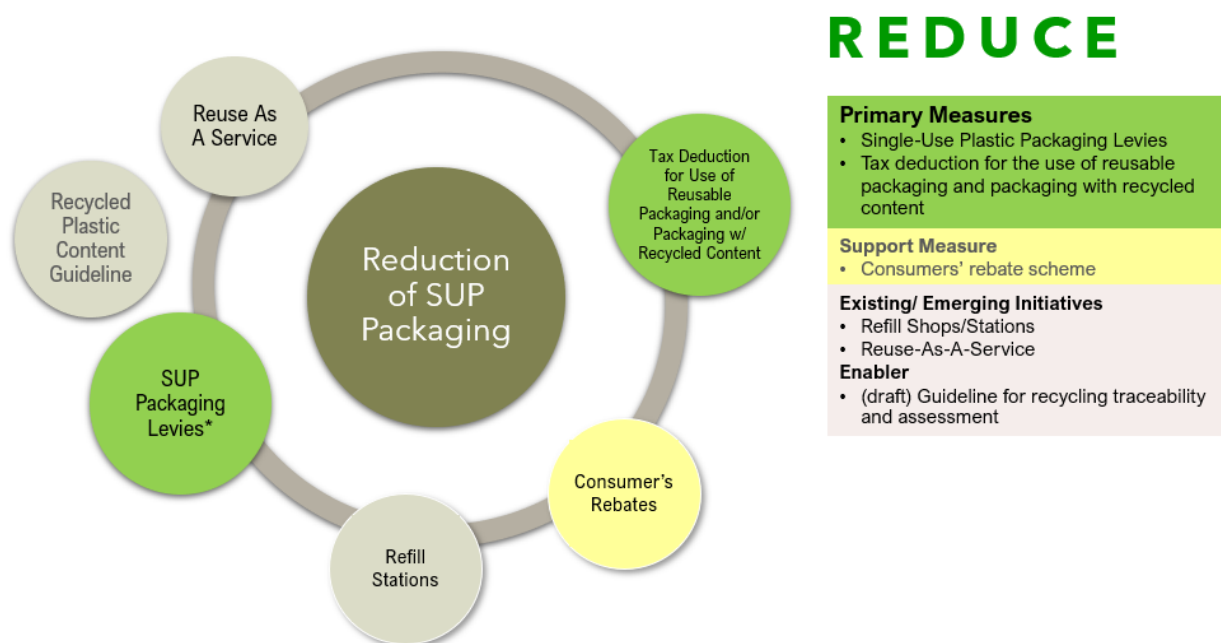 REDUCE
Reuse As
A Service
Recycled
Plastic
Content
Guideline
SUP
Packaging
Levies*
Refill
Stations
Consumer's
Rebates
Tax Deduction
for Use of
Reusable
Packaging and/or
Packaging w/
Recycled Content
Reduction
of SUP
Packaging
Primary Measures
• Single-Use Plastic Packaging Levies
• Tax deduction for the use of reusable
packaging and packaging with recycled
content
Support Measure
• Consumers' rebate scheme
Existing/ Emerging Initiatives
• Refill Shops/Stations
• Reuse-As-A-Service
Enabler
• (draft) Guideline for recycling traceability
and assessment